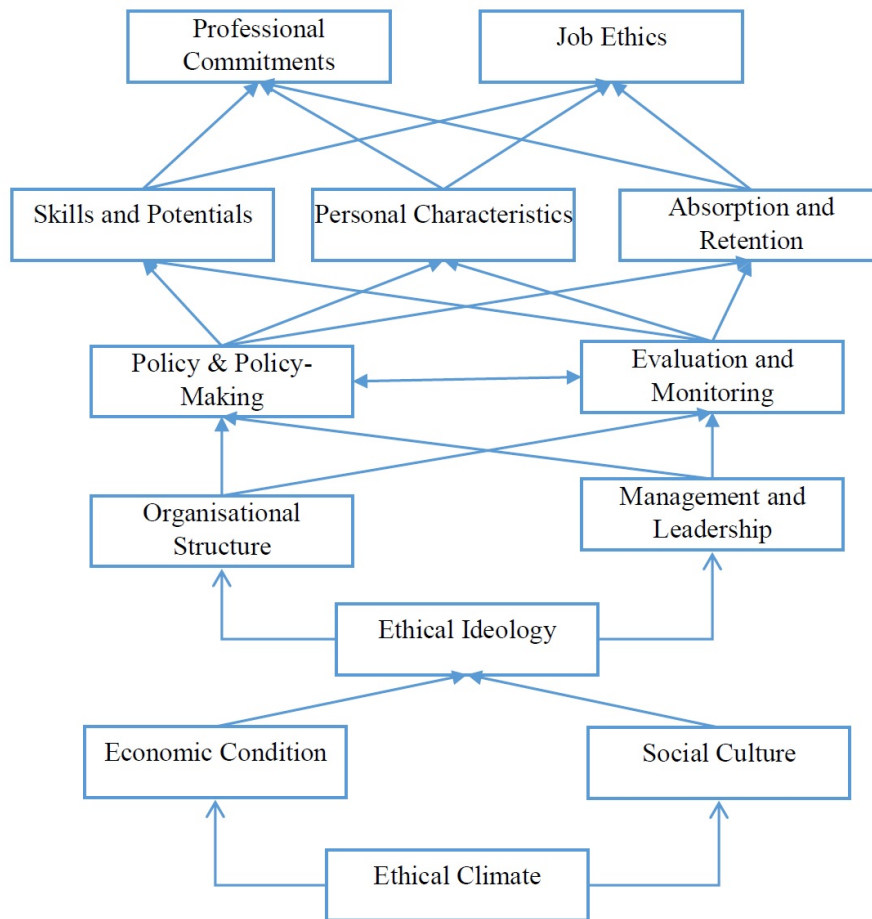 Professional
Commitments
Job Ethics
Skills and Potentials
Personal Characteristics
Absorption and
Retention
Policy & Policy-
Making
Evaluation and
Monitoring
Organisational
Structure
Management and
Leadership
Ethical Ideology
Economic Condition
Social Culture
Ethical Climate